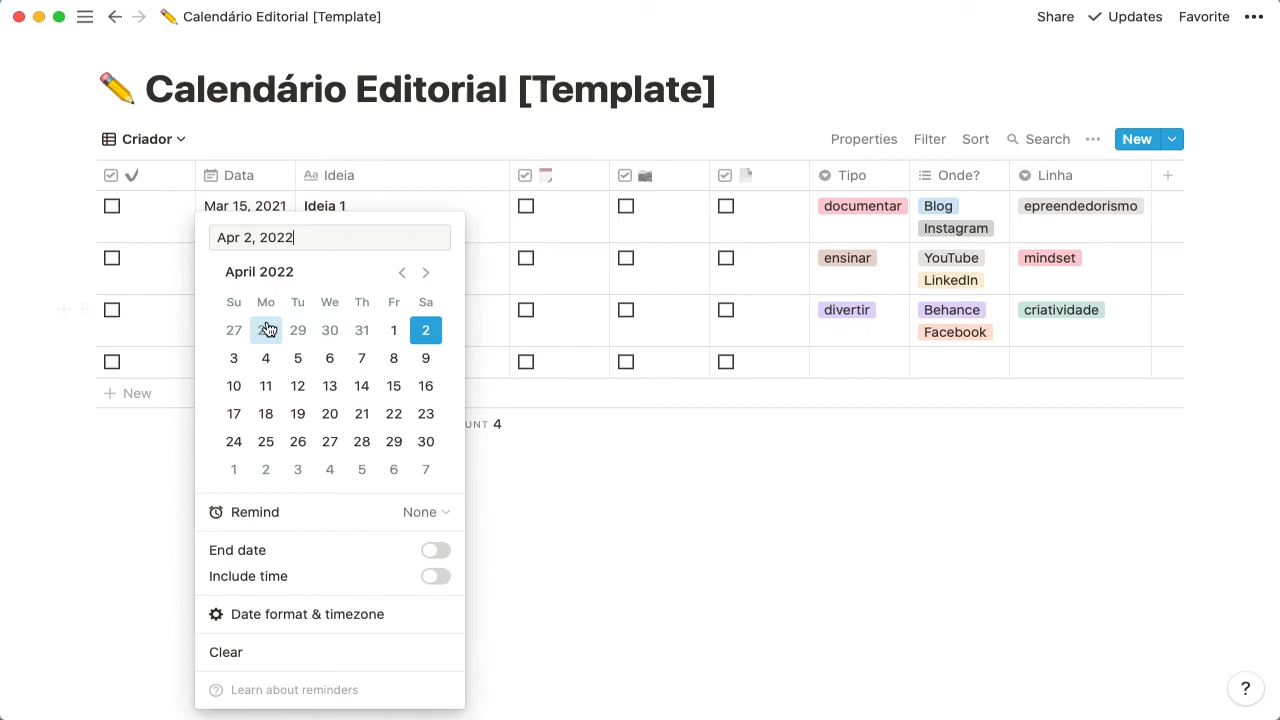 Calendário Editorial [Template]
Share Updates Favorite
Calendário Editorial [Template]
Criador
Properties Filter Sort Search New
Data Aa Ideia Tipo Onde? Linha
Mar 15, 2021 Ideia 1 documentar Blog epreendedorismo
Instagram
Apr 2, 2022
ensinar YouTube mindset
LinkedIn
April 2022
Su Mo Tu We Th Fr Sa
divertir Behance criatividade
27 29 30 31 1 2
Facebook
3 4 5 6 7 8 9
10 11 12 13 14 15 16
New
17 18 19 20 21 22 23
UNT 4
24 25 26 27 28 29 30
1 2 3 4 5 6 7
Remind None
End date
Include time
Date format & timezone
Clear
? Learn about reminders
?